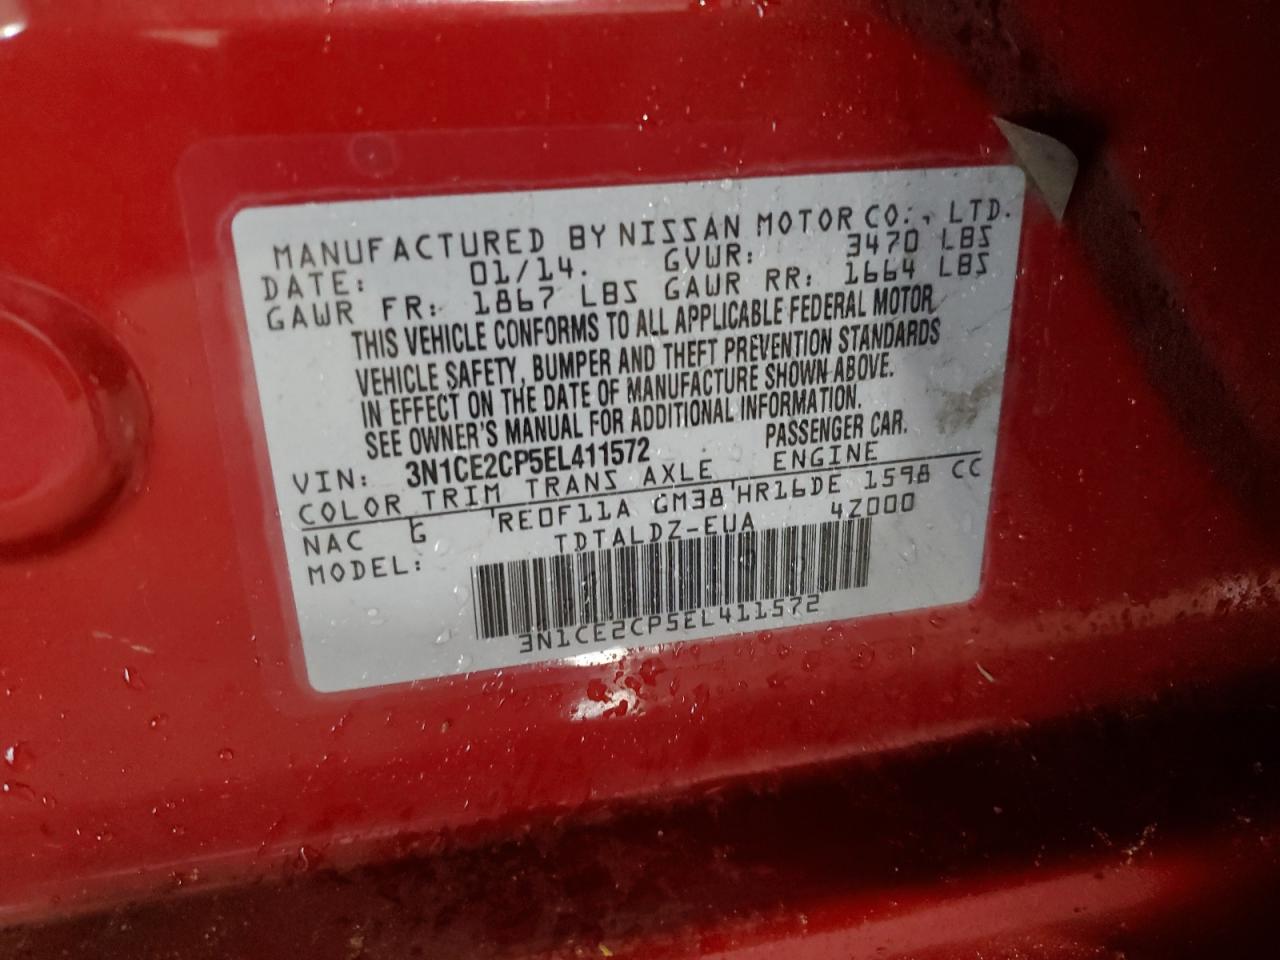 MANUFACTURED BY NISSAN MOTOR CO., LTD.
DATE: 01/14. GVWR: 3470 LBS
GAWR FR: 1867 LBS GAWR RR: 1664 LBS
THIS VEHICLE CONFORMS TO ALL APPLICABLE FEDERAL MOTOR
VEHICLE SAFETY, BUMPER AND THEFT PREVENTION STANDARDS
IN EFFECT ON THE DATE OF MANUFACTURE SHOWN ABOVE.
SEE OWNER'S MANUAL FOR ADDITIONAL INFORMATION.
VIN: 3N1CE2CP5EL411572 PASSENGER CAR.
COLOR TRIM TRANS AXLE ENGINE
NAC G RE0F11A GM38 HR16DE 1598 CC
MODEL: TDTALDZ-EUA 4Z000
3N1CE2CP5EL411572